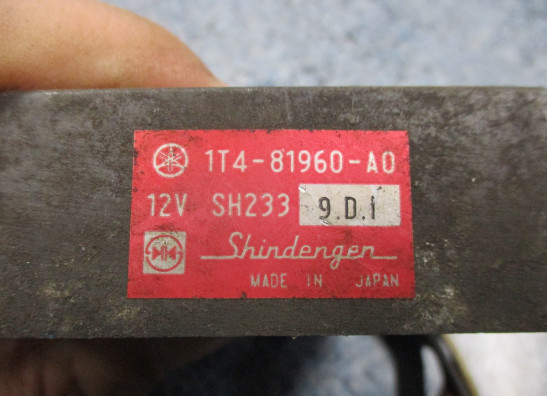 1T4-81960-A0
12V SH233 9.D.1
Shindengen
MADE IN JAPAN